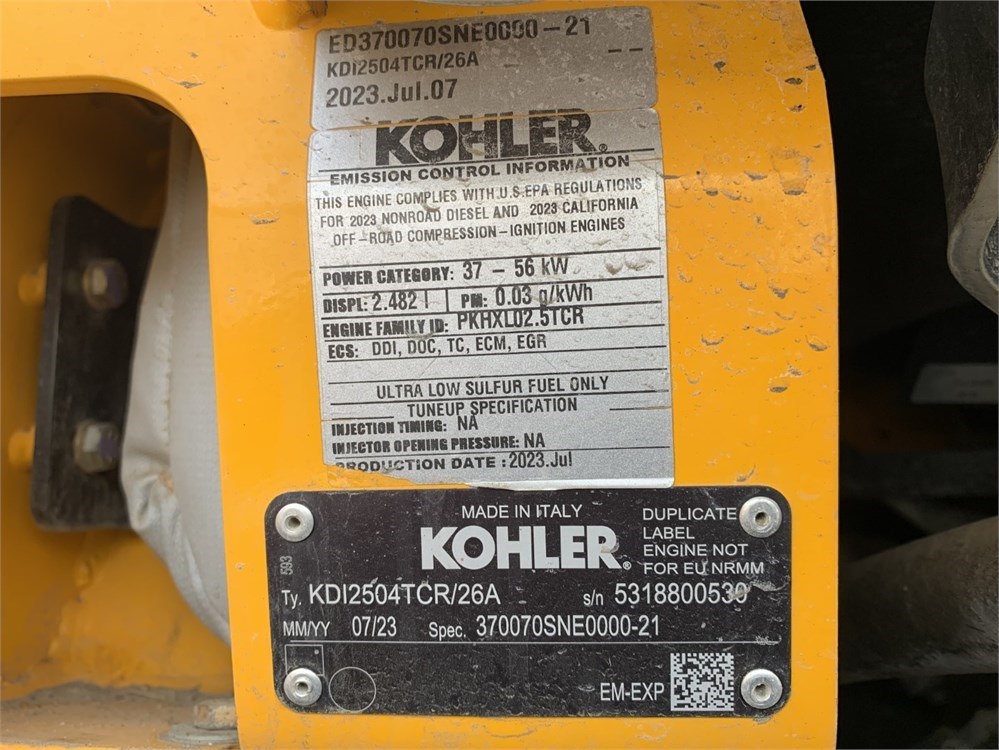 ED370070SNE0000-21
KDI2504TCR/26A
--
2023.Jul.07
KOHLER®
EMISSION CONTROL INFORMATION
THIS ENGINE COMPLIES WITH U.S.EPA REGULATIONS
FOR 2023 NONROAD DIESEL AND 2023 CALIFORNIA
OFF-ROAD COMPRESSION-IGNITION ENGINES
POWER CATEGORY: 37 - 56 kW
DISPL: 2.482 l PM: 0.03 g/kWh
ENGINE FAMILY ID: PKHXL02.5TCR
ECS: DDI, DOC, TC, ECM, EGR
ULTRA LOW SULFUR FUEL ONLY
TUNEUP SPECIFICATION
INJECTION TIMING: NA
INJECTOR OPENING PRESSURE: NA
PRODUCTION DATE : 2023.Jul
MADE IN ITALY
KOHLER®
DUPLICATE
LABEL
ENGINE NOT
FOR EU NRMM
593
Ty. KDI2504TCR/26A s/n 5318800530
MM/YY 07/23 Spec. 370070SNE0000-21
EM-EXP